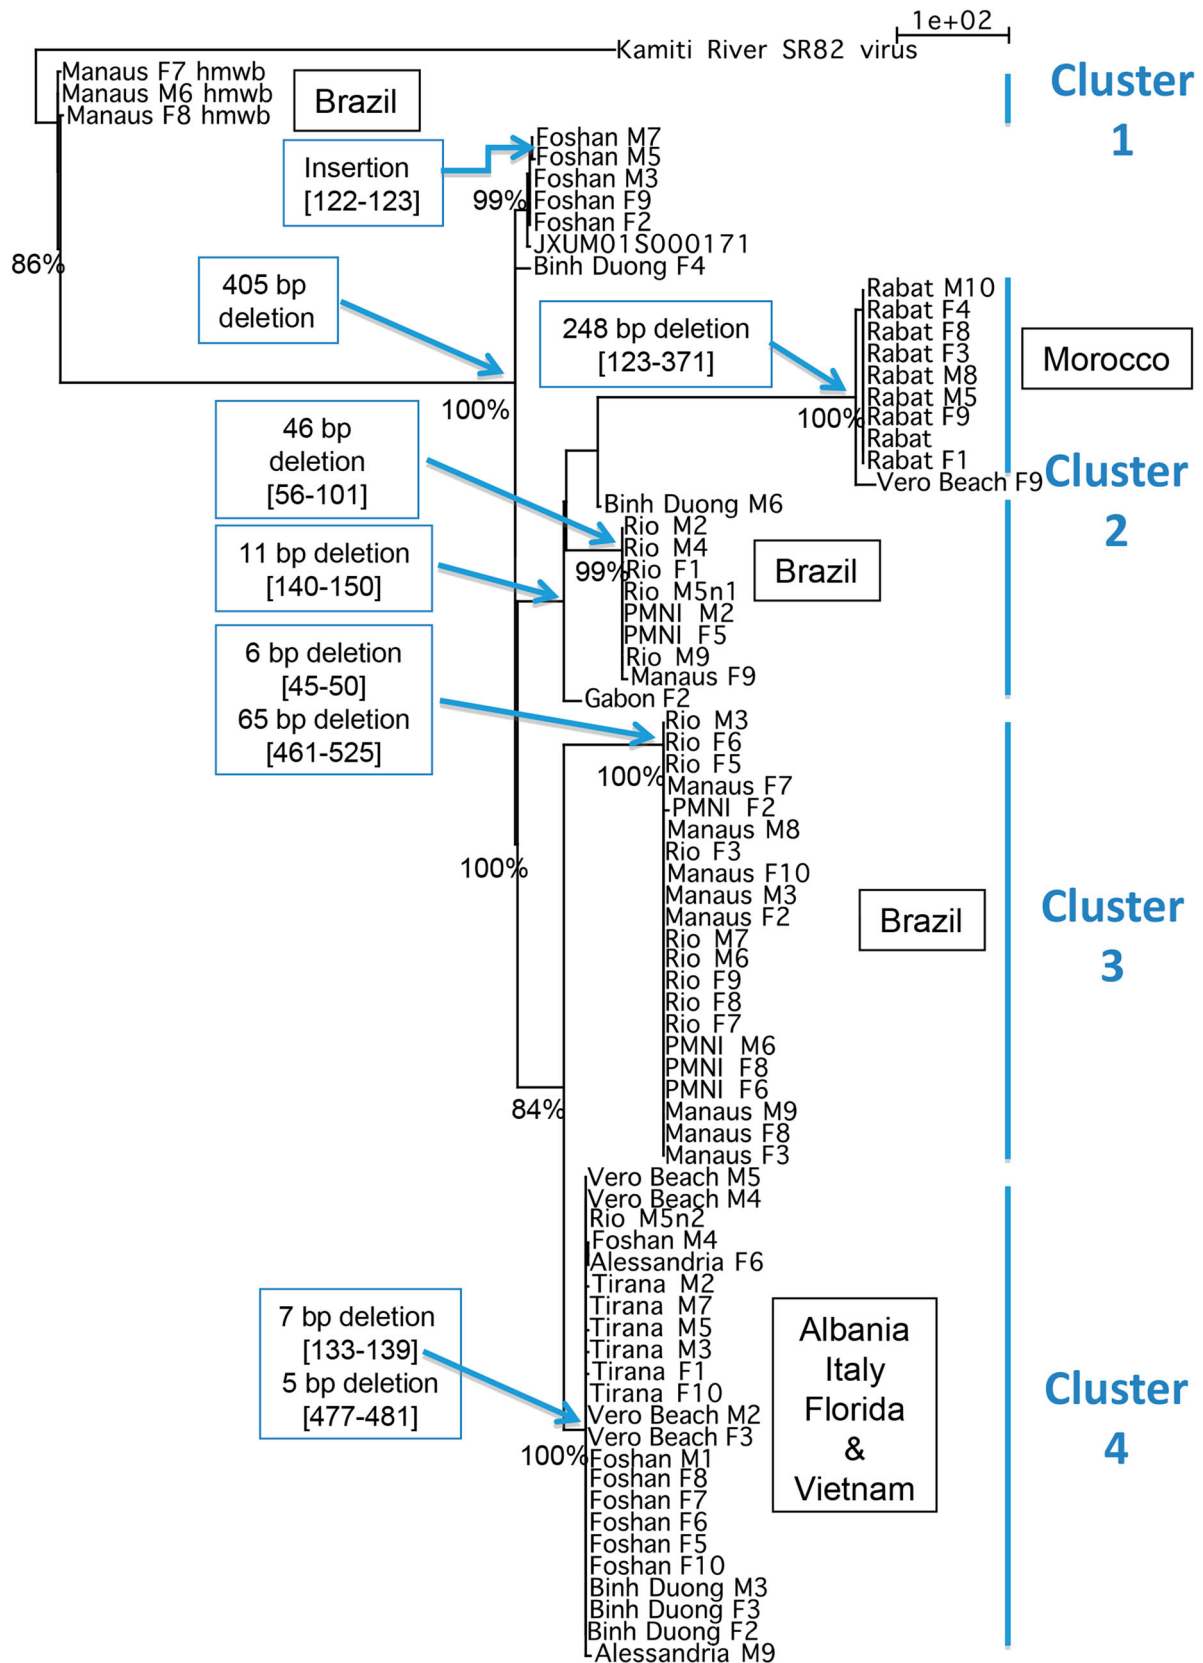 1e+02
Kamiti River SR82 virus
Manaus F7 hmwb
Manaus M6 hmwb
Manaus F8 hmwb
Brazil
Cluster
1
Foshan M7
Foshan M5
Foshan M3
Foshan F9
Foshan F2
JXUM01S000171
Binh Duong F4
Insertion
[122-123]
99%
86%
405 bp
deletion
100%
248 bp deletion
[123-371]
100%
Rabat M10
Rabat F4
Rabat F8
Rabat F3
Rabat M8
Rabat M5
Rabat F9
Rabat
Rabat F1
Vero Beach F9
Morocco
Cluster
2
46 bp
deletion
[56-101]
Binh Duong M6
Rio M2
Rio M4
Rio F1
Rio M5n1
PMNI M2
PMNI F5
Rio M9
Manaus F9
Gabon F2
99%
Brazil
11 bp deletion
[140-150]
6 bp deletion
[45-50]
65 bp deletion
[461-525]
100%
100%
Rio M3
Rio F6
Rio F5
Manaus F7
PMNI F2
Manaus M8
Rio F3
Manaus F10
Manaus M3
Manaus F2
Rio M7
Rio M6
Rio F9
Rio F8
Rio F7
PMNI M6
PMNI F8
PMNI F6
Manaus M9
Manaus F8
Manaus F3
Brazil
Cluster
3
84%
Vero Beach M5
Vero Beach M4
Rio M5n2
Foshan M4
Alessandria F6
Tirana M2
Tirana M7
Tirana M5
Tirana M3
Tirana F1
Tirana F10
Vero Beach M2
Vero Beach F3
Foshan M1
Foshan F8
Foshan F7
Foshan F6
Foshan F5
Foshan F10
Binh Duong M3
Binh Duong F3
Binh Duong F2
Alessandria M9
7 bp deletion
[133-139]
5 bp deletion
[477-481]
100%
Albania
Italy
Florida
&
Vietnam
Cluster
4